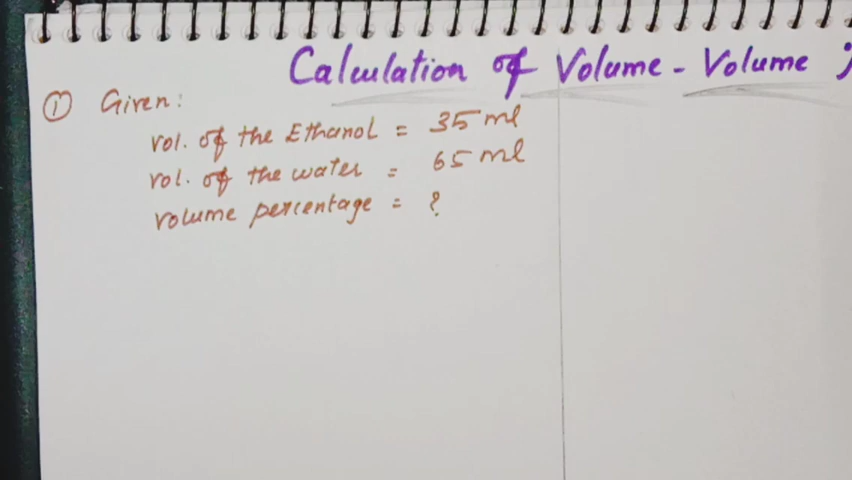 Calculation of Volume - Volume
① Given:
vol. of the Ethanol = 35 ml
vol. of the water = 65 ml
volume percentage = ?